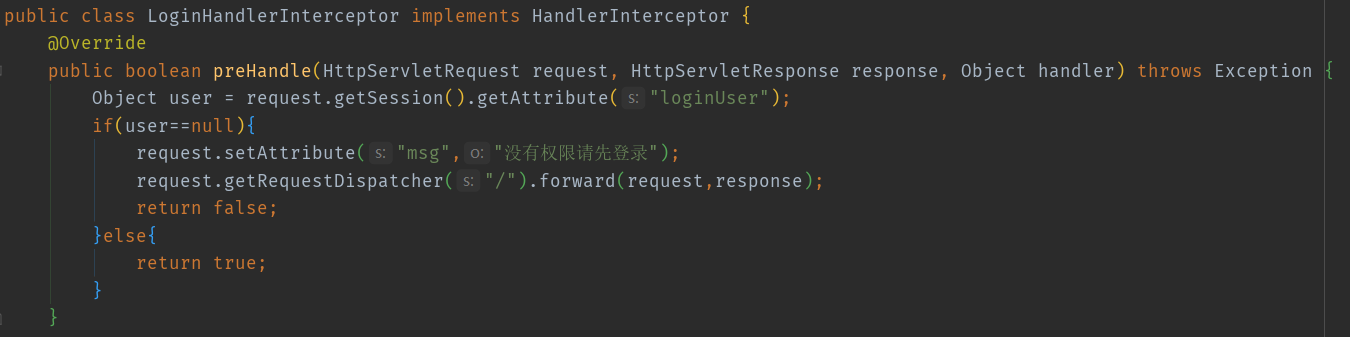 public class LoginHandlerInterceptor implements HandlerInterceptor {
@Override
public boolean preHandle(HttpServletRequest request, HttpServletResponse response, Object handler) throws Exception {
Object user = request.getSession().getAttribute( s: "loginUser");
if(user==null){
request.setAttribute( s: "msg", o: "没有权限请先登录");
request.getRequestDispatcher( s: "/").forward(request,response);
return false;
}else{
return true;
}
}